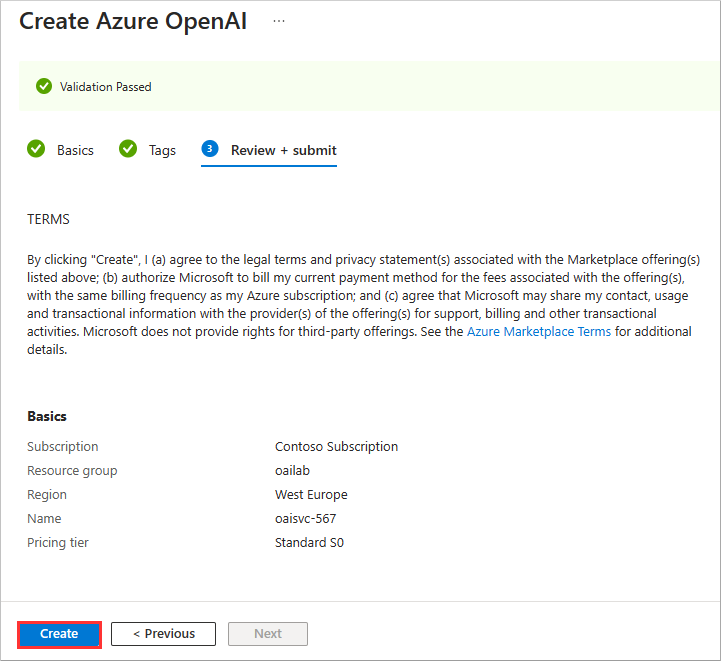 Create Azure OpenAI ...
Validation Passed
Basics Tags 3 Review + submit
TERMS
By clicking "Create", I (a) agree to the legal terms and privacy statement(s) associated with the Marketplace offering(s)
listed above; (b) authorize Microsoft to bill my current payment method for the fees associated with the offering(s),
with the same billing frequency as my Azure subscription; and (c) agree that Microsoft may share my contact, usage
and transactional information with the provider(s) of the offering(s) for support, billing and other transactional
activities. Microsoft does not provide rights for third-party offerings. See the Azure Marketplace Terms for additional
details.
Basics
Subscription Contoso Subscription
Resource group oailab
Region West Europe
Name oaisvc-567
Pricing tier Standard S0
Create < Previous Next